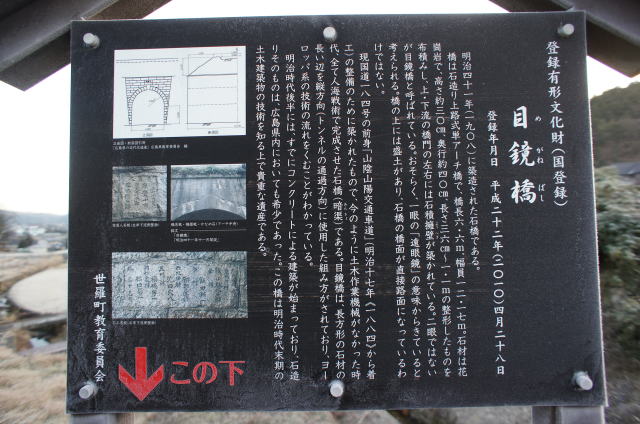 登録有形文化財(国登録)
目鏡橋
めがねばし
登録年月日 平成二十二年(二〇一〇)四月二十八日
明治四十一年(一九〇八)に築造された石橋である。
橋は石造り土路式単アーチ橋で、橋長六・六m、幅員一二・七m。石材は花
崗岩で、高さ約三〇㎝、奥行約四〇㎝、長さ三六㎝〜一・一mの整形したものを
布積みし、上・下流の橋門の左右には石積擁壁が築かれている。二眼ではない
が目鏡橋と呼ばれている。おそらく、一眼の「遠眼鏡」の意味からきていると
考えられる。橋の上には盛土があり、石橋の橋面が直接路面になっているわ
けではない。
現国道一八四号の前身「山陰山陽交通車道」(明治十七年(一八八四)から着
工)の整備のために築かれたもので、今のように土木作業機械がなかった時
代、全て人海戦術で完成させた石橋(暗渠)である。目鏡橋は、長方形の石材の
長い辺を縦方向(トンネルの通過方向)に使用した組み方がされており、ヨー
ロッパ系の技術の流れをくむことがわかっている。
明治時代後半には、すでにコンクリートによる建築が始まっており、石造
りそのものは、広島県内においても希少であった。この橋は明治時代末期の
土木建築物の技術を知る上で貴重な遺産である。
世羅町教育委員会
この下